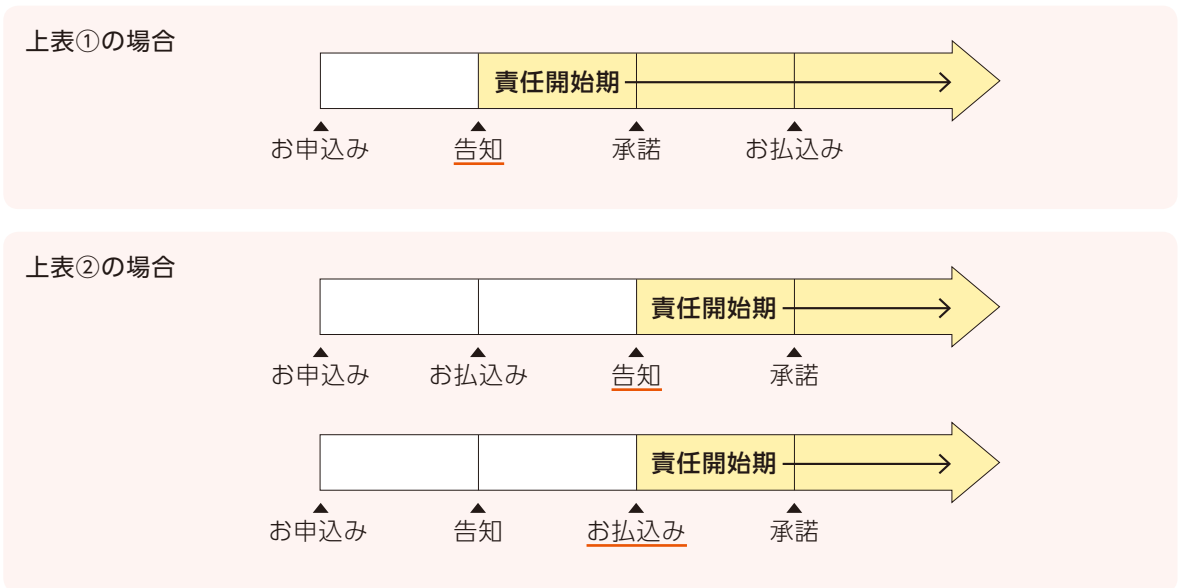 上表①の場合
責任開始期
お申込み 告知 承諾 お払込み
上表②の場合
責任開始期
お申込み お払込み 告知 承諾
責任開始期
お申込み 告知 お払込み 承諾